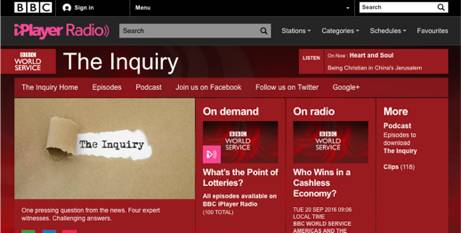 BBC Sign in Menu Search
iPlayer Radio Search Stations Categories Schedules Favourites
BBC
WORLD
SERVICE
The Inquiry
LISTEN
On Now : Heart and Soul
Being Christian in China's Jerusalem
The Inquiry Home Episodes Podcast Join us on Facebook Follow us on Twitter Google+
The Inquiry
One pressing question from the news. Four expert
witnesses. Challenging answers.
On demand
BBC
WORLD
SERVICE
What's the Point of
Lotteries?
All episodes available on
BBC iPlayer Radio
(100 TOTAL)
On radio
BBC
WORLD
SERVICE
Who Wins in a
Cashless
Economy?
TUE 20 SEP 2016 09:06
LOCAL TIME
BBC WORLD SERVICE
AMERICAS AND THE
More
Podcast
Episodes to
download
The Inquiry
Clips (118)